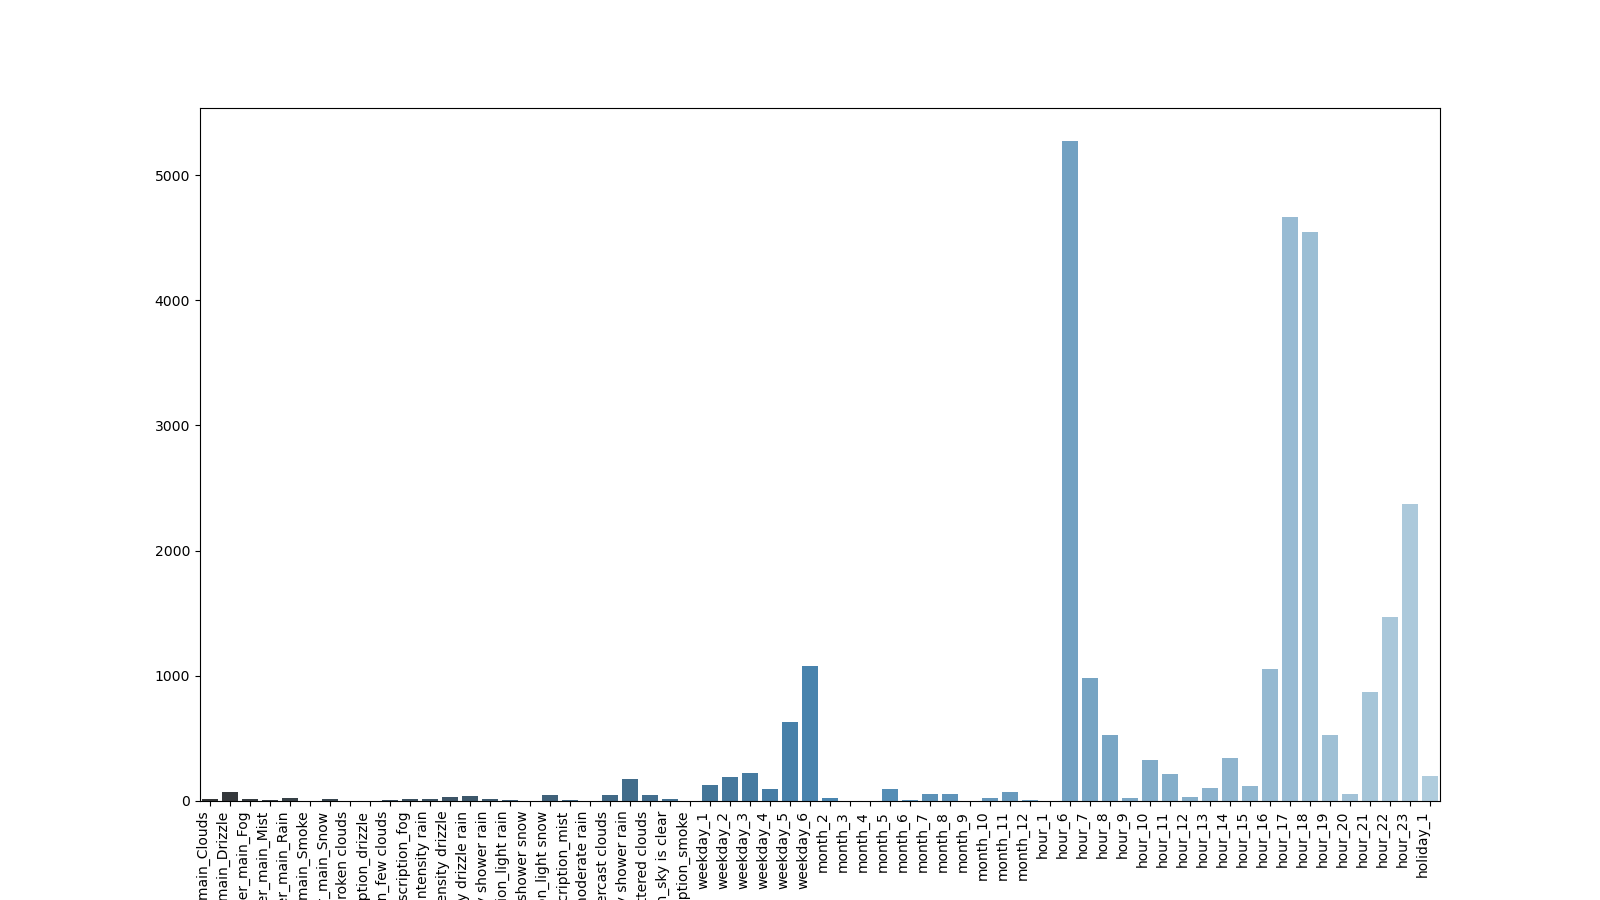 5000
4000
3000
2000
1000
0
main_Clouds
main_Drizzle
er_main_Fog
er_main_Mist
er_main_Rain
main_Smoke
r_main_Snow
roken clouds
ption_drizzle
n_few clouds
scription_fog
ntensity rain
ensity drizzle
y drizzle rain
y shower rain
ion_light rain
shower snow
on_light snow
cription_mist
noderate rain
ercast clouds
y shower rain
ttered clouds
n_sky is clear
ption_smoke
weekday_1
weekday_2
weekday_3
weekday_4
weekday_5
weekday_6
month_2
month_3
month_4
month_5
month_6
month_7
month_8
month_9
month_10
month_11
month_12
hour_1
hour_6
hour_7
hour_8
hour_9
hour_10
hour_11
hour_12
hour_13
hour_14
hour_15
hour_16
hour_17
hour_18
hour_19
hour_20
hour_21
hour_22
hour_23
holiday_1